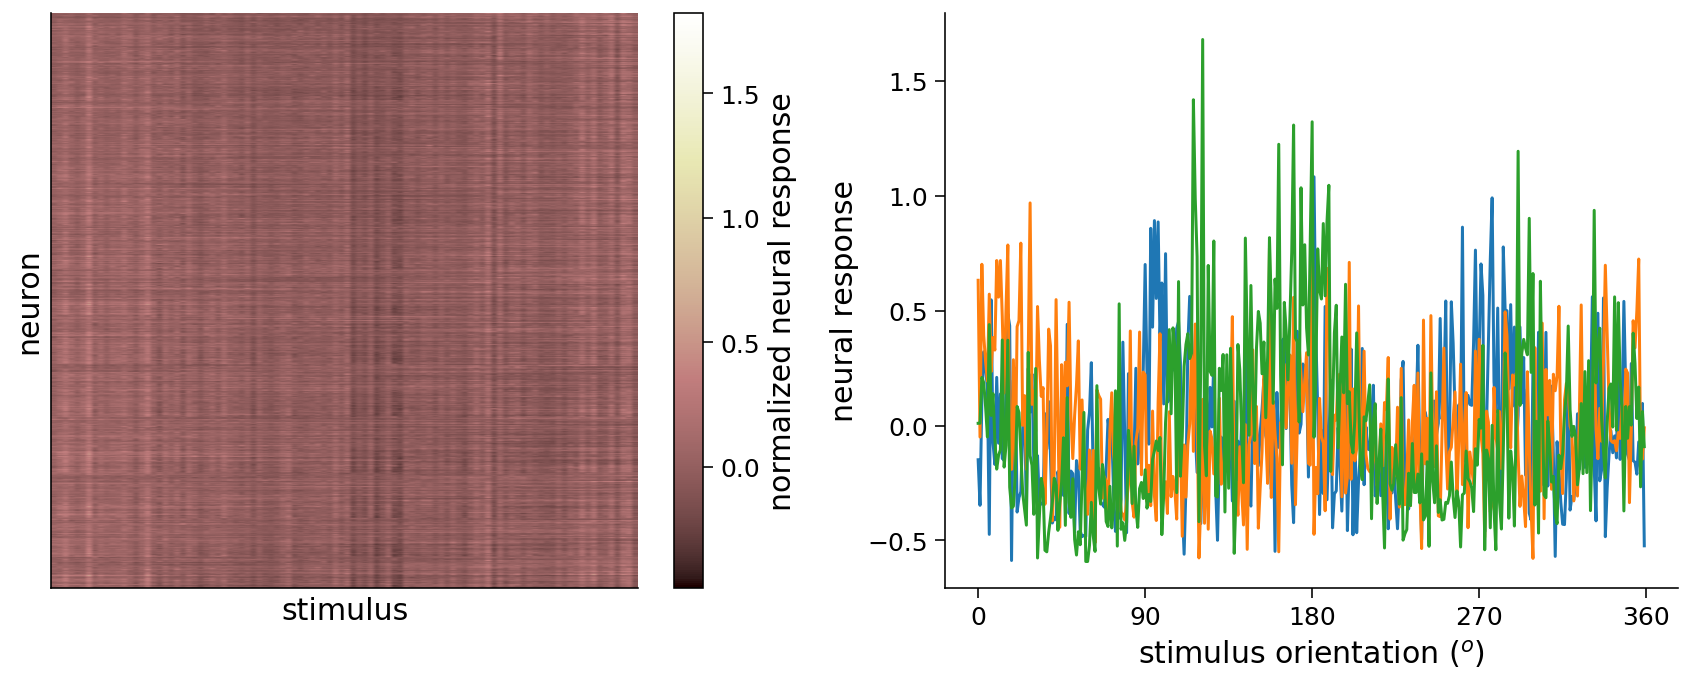 neuron
stimulus
1.5
1.0
0.5
0.0
normalized neural response
neural response
1.5
1.0
0.5
0.0
−0.5
0 90 180 270 360
stimulus orientation (º)